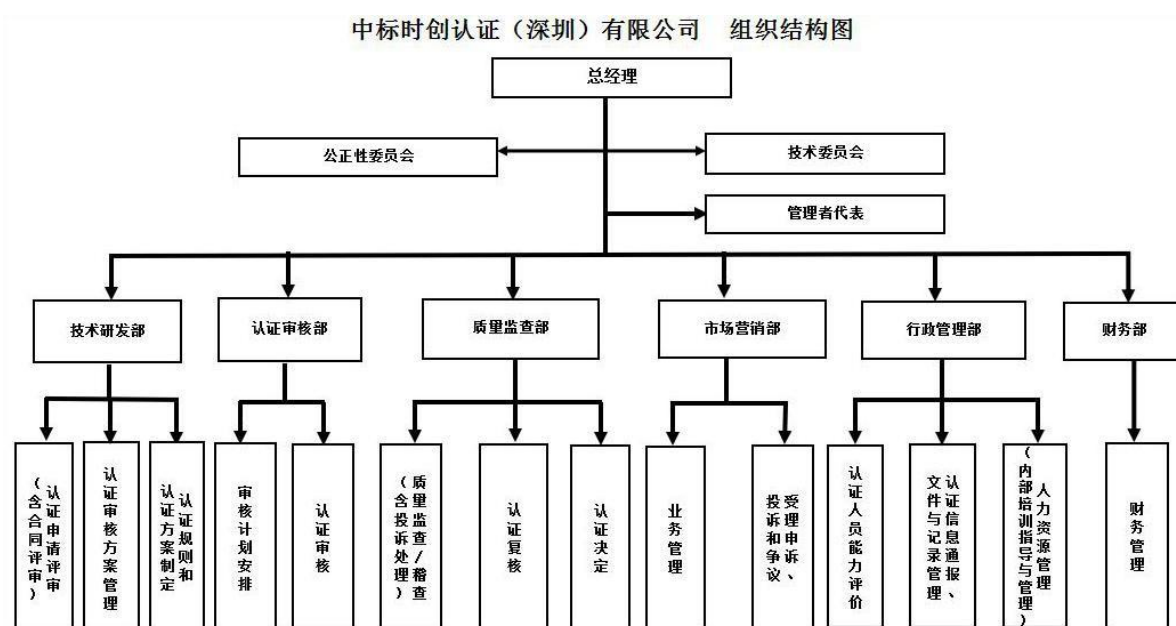 中标时创认证（深圳）有限公司 组织结构图
总经理
公正性委员会
技术委员会
管理者代表
技术研发部
认证审核部
质量监查部
市场营销部
行政管理部
财务部
认证申请评审
（含合同评审）
认证审核方案管理
认证规则和
认证方案制定
审核计划安排
认证审核
质量监查/稽查
（含投诉处理）
认证复核
认证决定
业务管理
受理申诉、
投诉和争议
认证人员能力评价
认证信息通报、
文件与记录管理
人力资源管理
（内部培训指导与管理）
财务管理